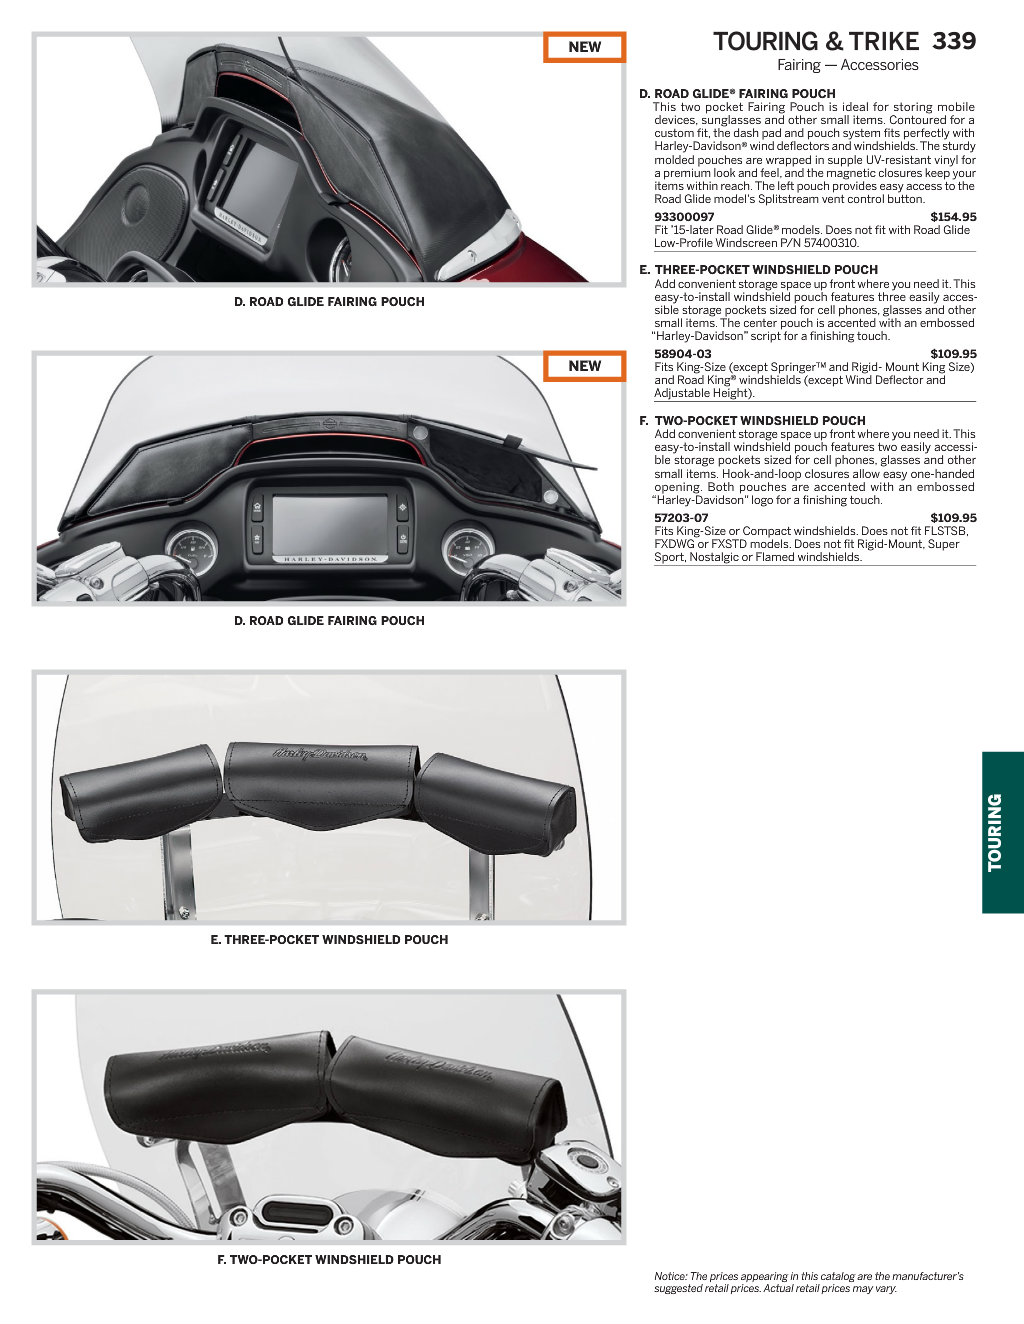 TOURING & TRIKE 339
Fairing — Accessories
NEW
D. ROAD GLIDE FAIRING POUCH
NEW
HARLEY-DAVIDSON
D. ROAD GLIDE FAIRING POUCH
Harley-Davidson
E. THREE-POCKET WINDSHIELD POUCH
Harley-Davidson
Harley-Davidson
F. TWO-POCKET WINDSHIELD POUCH
D. ROAD GLIDE® FAIRING POUCH
This two pocket Fairing Pouch is ideal for storing mobile
devices, sunglasses and other small items. Contoured for a
custom fit, the dash pad and pouch system fits perfectly with
Harley-Davidson® wind deflectors and windshields. The sturdy
molded pouches are wrapped in supple UV-resistant vinyl for
a premium look and feel, and the magnetic closures keep your
items within reach. The left pouch provides easy access to the
Road Glide model's Splitstream vent control button.
93300097 $154.95
Fit '15-later Road Glide® models. Does not fit with Road Glide
Low-Profile Windscreen P/N 57400310.
E. THREE-POCKET WINDSHIELD POUCH
Add convenient storage space up front where you need it. This
easy-to-install windshield pouch features three easily acces-
sible storage pockets sized for cell phones, glasses and other
small items. The center pouch is accented with an embossed
“Harley-Davidson” script for a finishing touch.
58904-03 $109.95
Fits King-Size (except Springer™ and Rigid- Mount King Size)
and Road King® windshields (except Wind Deflector and
Adjustable Height).
F. TWO-POCKET WINDSHIELD POUCH
Add convenient storage space up front where you need it. This
easy-to-install windshield pouch features two easily accessi-
ble storage pockets sized for cell phones, glasses and other
small items. Hook-and-loop closures allow easy one-handed
opening. Both pouches are accented with an embossed
“Harley-Davidson” logo for a finishing touch.
57203-07 $109.95
Fits King-Size or Compact windshields. Does not fit FLSTSB,
FXDWG or FXSTD models. Does not fit Rigid-Mount, Super
Sport, Nostalgic or Flamed windshields.
TOURING
Notice: The prices appearing in this catalog are the manufacturer's
suggested retail prices. Actual retail prices may vary.